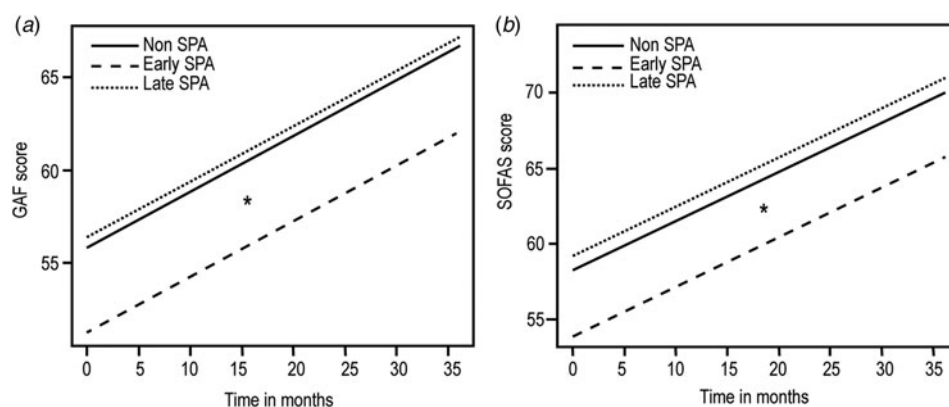 (a)
Non SPA
Early SPA
Late SPA
GAF score
65
60
55
*
0 5 10 15 20 25 30 35
Time in months
(b)
Non SPA
Early SPA
Late SPA
SOFAS score
70
65
60
55
*
0 5 10 15 20 25 30 35
Time in months